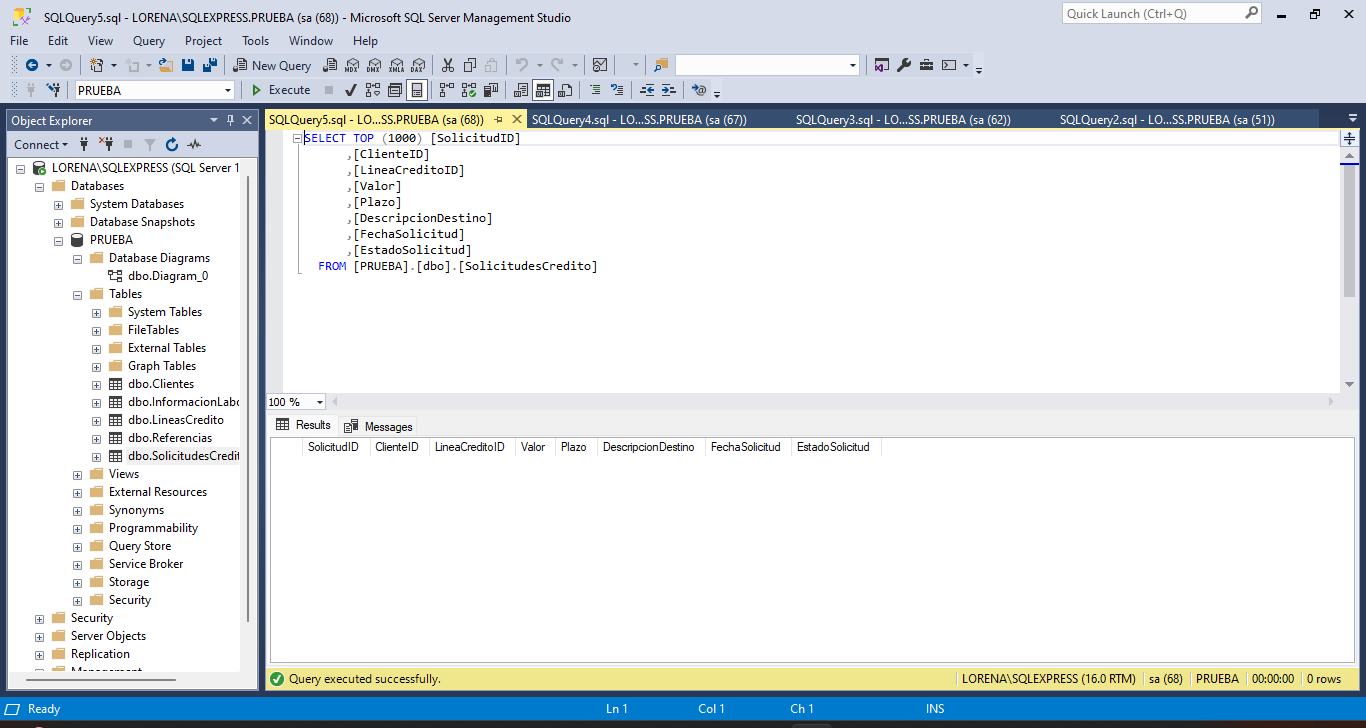 SQLQuery5.sql - LORENA\SQLEXPRESS.PRUEBA (sa (68)) - Microsoft SQL Server Management Studio
Quick Launch (Ctrl+Q)
File Edit View Query Project Tools Window Help
New Query
MDX DMX XMLA DAX
PRUEBA
Execute
Object Explorer
Connect
LORENA\SQLEXPRESS (SQL Server 1
Databases
System Databases
Database Snapshots
PRUEBA
Database Diagrams
dbo.Diagram_0
Tables
System Tables
FileTables
External Tables
Graph Tables
dbo.Clientes
dbo.InformacionLabo
dbo.LineasCredito
dbo.Referencias
dbo.SolicitudesCredit
Views
External Resources
Synonyms
Programmability
Query Store
Service Broker
Storage
Security
Security
Server Objects
Replication
Management
SQLQuery5.sql - LO...SS.PRUEBA (sa (68)) SQLQuery4.sql - LO...SS.PRUEBA (sa (67)) SQLQuery3.sql - LO...SS.PRUEBA (sa (62)) SQLQuery2.sql - LO...SS.PRUEBA (sa (51))
SELECT TOP (1000) [SolicitudID]
,[ClienteID]
,[LineaCreditoID]
,[Valor]
,[Plazo]
,[DescripcionDestino]
,[FechaSolicitud]
,[EstadoSolicitud]
FROM [PRUEBA].[dbo].[SolicitudesCredito]
100 %
Results Messages
SolicitudID ClienteID LineaCreditoID Valor Plazo DescripcionDestino FechaSolicitud EstadoSolicitud
Query executed successfully. LORENA\SQLEXPRESS (16.0 RTM) sa (68) PRUEBA 00:00:00 0 rows
Ready Ln 1 Col 1 Ch 1 INS